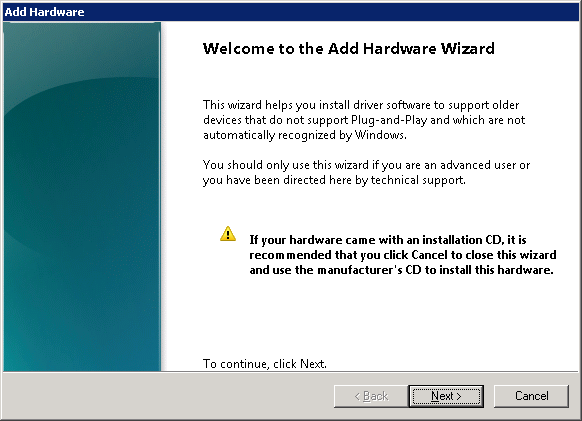 Add Hardware
Welcome to the Add Hardware Wizard
This wizard helps you install driver software to support older
devices that do not support Plug-and-Play and which are not
automatically recognized by Windows.
You should only use this wizard if you are an advanced user or
you have been directed here by technical support.
If your hardware came with an installation CD, it is
recommended that you click Cancel to close this wizard
and use the manufacturer's CD to install this hardware.
To continue, click Next.
< Back
Next >
Cancel